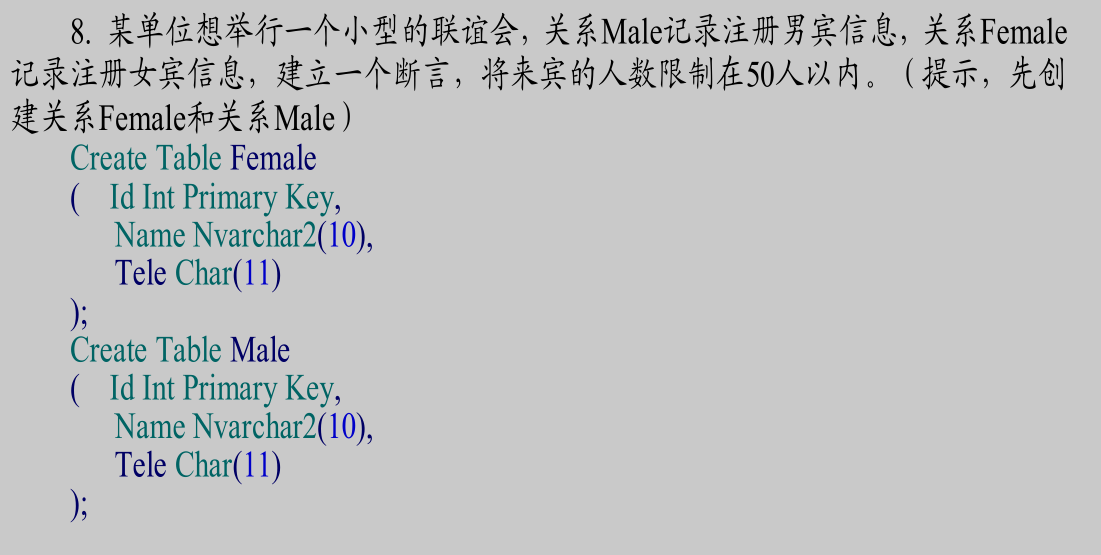 8. 某单位想举行一个小型的联谊会，关系Male记录注册男宾信息，关系Female
记录注册女宾信息，建立一个断言，将来宾的人数限制在50人以内。（提示，先创
建关系Female和关系Male）
Create Table Female
( Id Int Primary Key,
Name Nvarchar2(10),
Tele Char(11)
);
Create Table Male
( Id Int Primary Key,
Name Nvarchar2(10),
Tele Char(11)
);